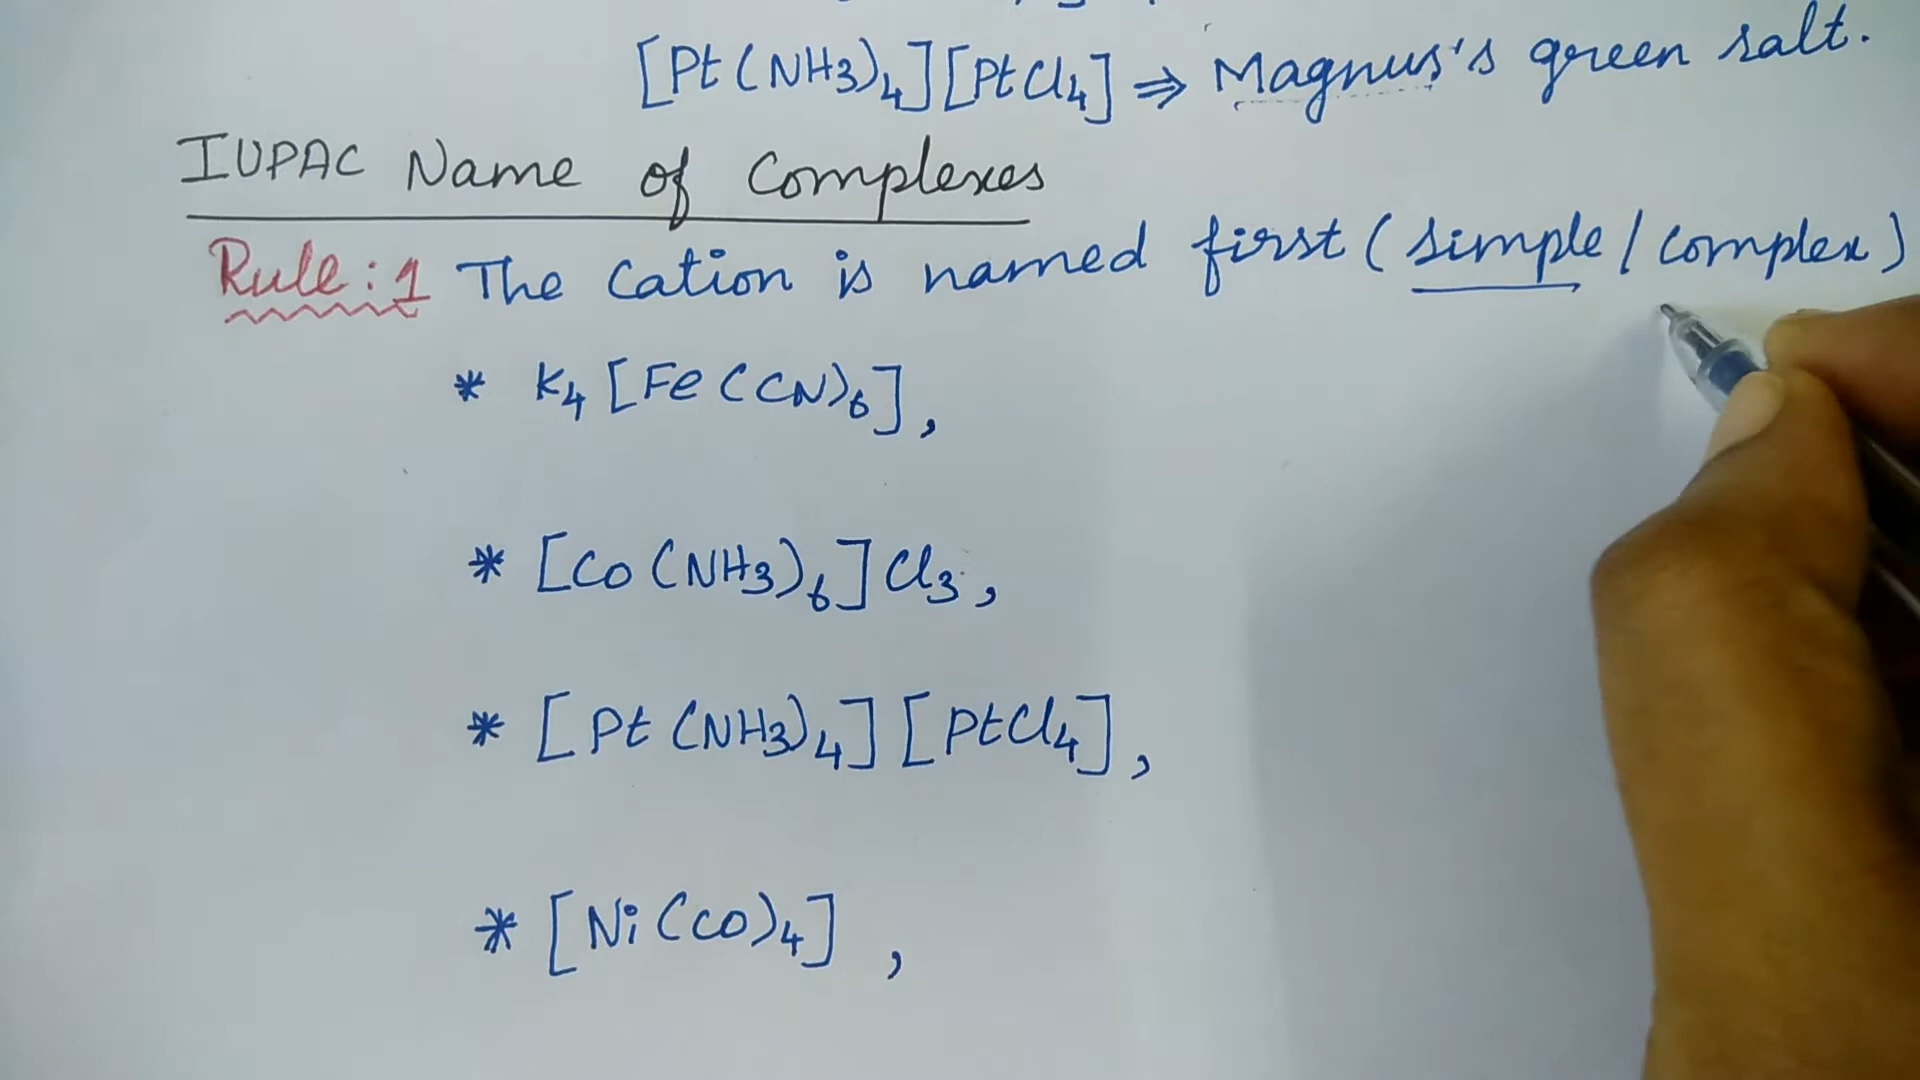 [Pt(NH3)4][PtCl4] ⇒ Magnus's green salt.
IUPAC Name of Complexes
Rule:1 The Cation is named first (simple/complex)
* K4[Fe(CN)6],
* [Co(NH3)6]Cl3,
* [Pt(NH3)4][PtCl4],
* [Ni(CO)4] ,